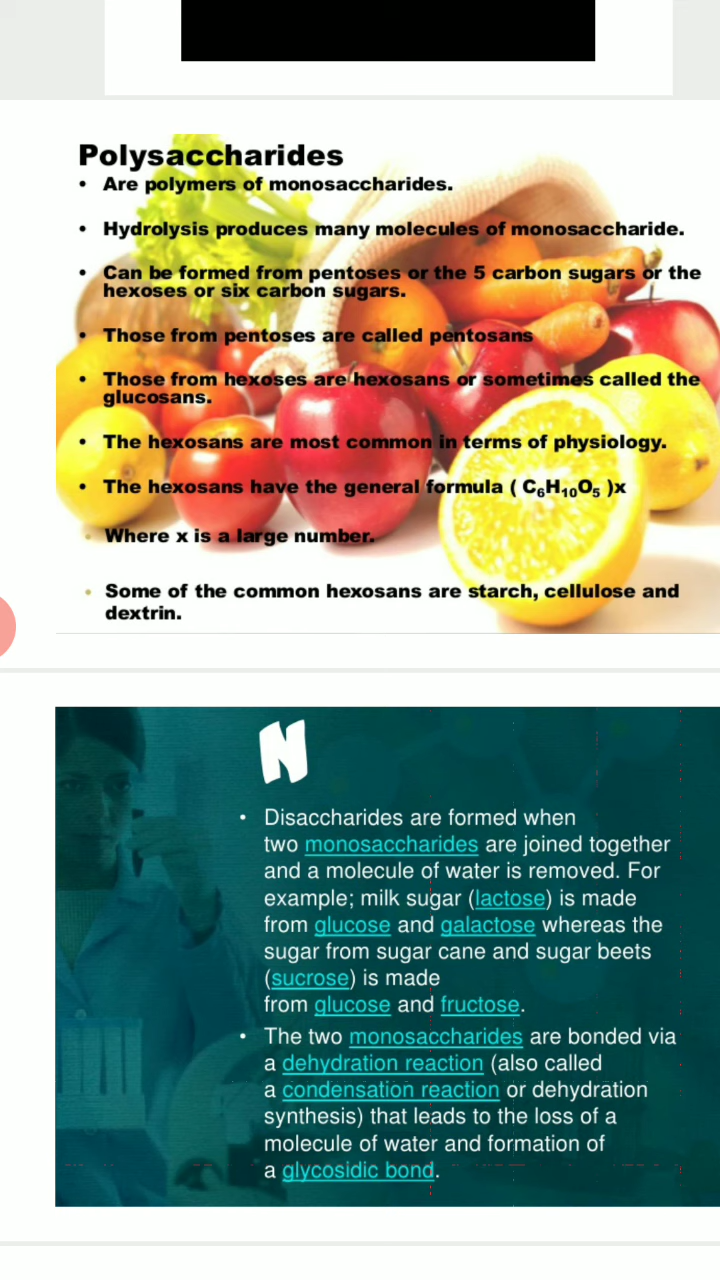 Polysaccharides
• Are polymers of monosaccharides.
• Hydrolysis produces many molecules of monosaccharide.
• Can be formed from pentoses or the 5 carbon sugars or the
hexoses or six carbon sugars.
• Those from pentoses are called pentosans
• Those from hexoses are hexosans or sometimes called the
glucosans.
• The hexosans are most common in terms of physiology.
• The hexosans have the general formula ( C₆H₁₀O₅ )x
• Where x is a large number.
• Some of the common hexosans are starch, cellulose and
dextrin.
N
• Disaccharides are formed when
two monosaccharides are joined together
and a molecule of water is removed. For
example; milk sugar (lactose) is made
from glucose and galactose whereas the
sugar from sugar cane and sugar beets
(sucrose) is made
from glucose and fructose.
• The two monosaccharides are bonded via
a dehydration reaction (also called
a condensation reaction or dehydration
synthesis) that leads to the loss of a
molecule of water and formation of
a glycosidic bond.